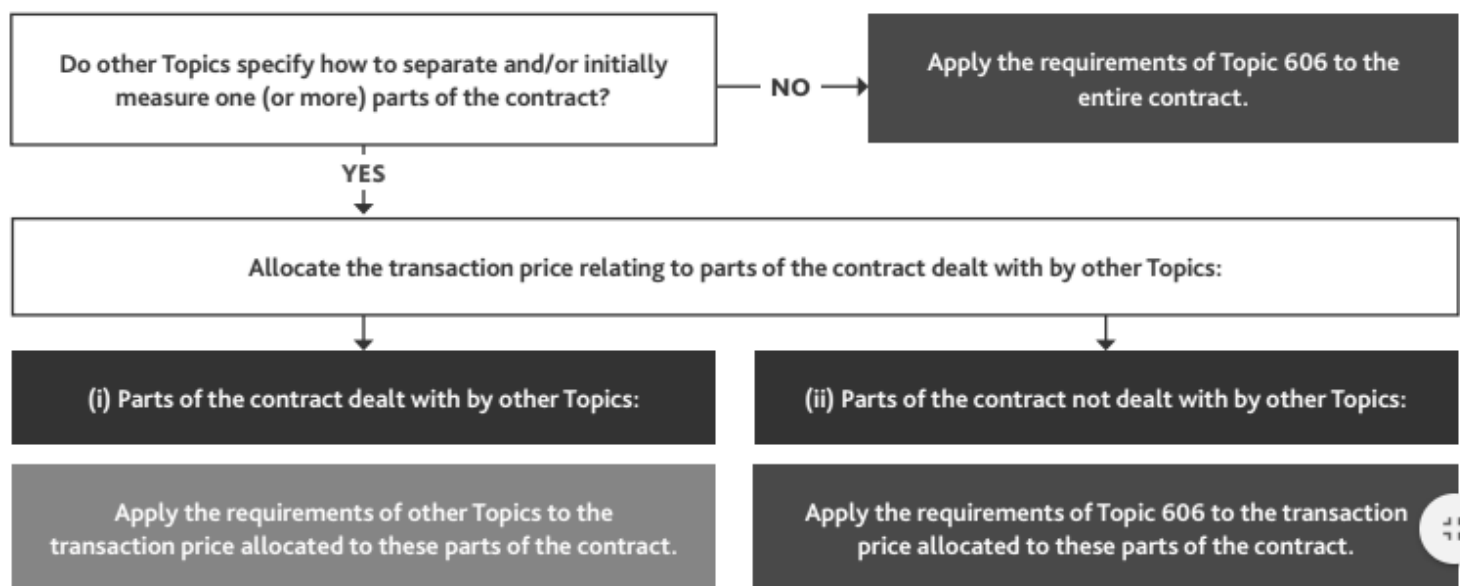 Do other Topics specify how to separate and/or initially
measure one (or more) parts of the contract?
NO
Apply the requirements of Topic 606 to the
entire contract.
YES
Allocate the transaction price relating to parts of the contract dealt with by other Topics:
(i) Parts of the contract dealt with by other Topics:
(ii) Parts of the contract not dealt with by other Topics:
Apply the requirements of other Topics to the
transaction price allocated to these parts of the contract.
Apply the requirements of Topic 606 to the transaction
price allocated to these parts of the contract.